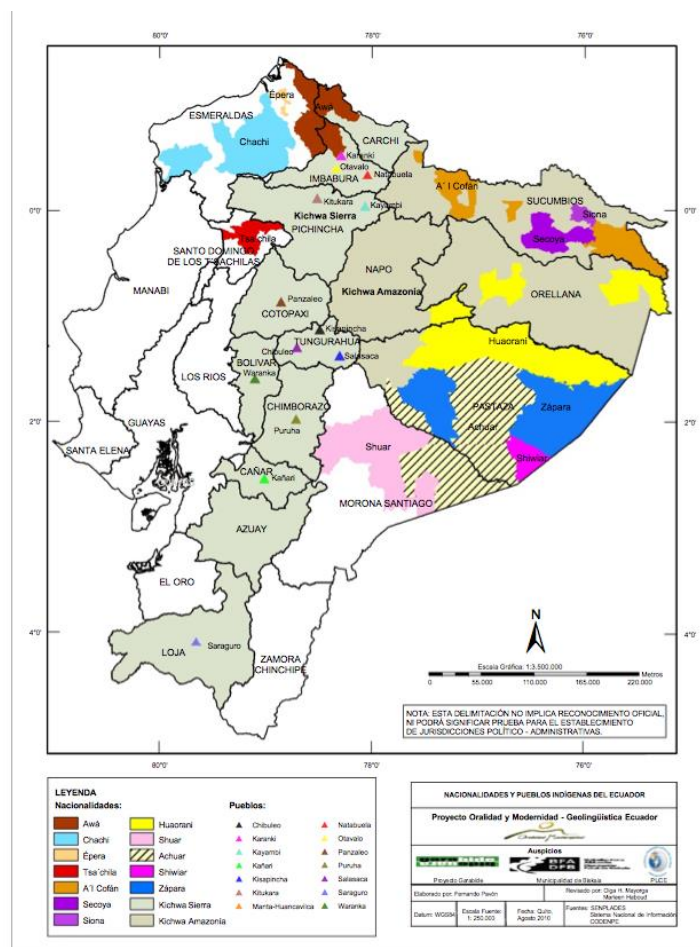 80°0'
78°0'
76°0'
Épera
Awá
ESMERALDAS
Chachi
CARCHI
Karanki
Otavalo
Natabuela
IMBABURA
A´ I Cofán
SUCUMBIOS
Siona
Secoya
Kitukara
Kayambi
Kichwa Sierra
PICHINCHA
0°0'
0°0'
Tsa´chila
SANTO DOMINGO
DE LOS T'SACHILAS
MANABI
NAPO
Kichwa Amazonia
ORELLANA
Panzaleo
COTOPAXI
Kisapincha
TUNGURAHUA
Chibuleo
Salasaca
Huaorani
BOLIVAR
Waranka
LOS RIOS
CHIMBORAZO
Puruha
PASTAZA
Achuar
Zápara
2°0'
2°0'
GUAYAS
SANTA ELENA
Shuar
Shiwiar
CAÑAR
Kañari
MORONA SANTIAGO
AZUAY
EL ORO
4°0'
4°0'
LOJA
Saraguro
ZAMORA
CHINCHIPE
N
Escala Gráfica: 1:3.500.000
Metros
0 55.000 110.000 165.000 220.000
NOTA: ESTA DELIMITACIÓN NO IMPLICA RECONOCIMIENTO OFICIAL,
NI PODRÁ SIGNIFICAR PRUEBA PARA EL ESTABLECIMIENTO
DE JURISDICCIONES POLÍTICO - ADMINISTRATIVAS.
80°0'
78°0'
76°0'
LEYENDA
Nacionalidades:
Awá
Chachi
Épera
Tsa´chila
A´I Cofán
Secoya
Siona
Huaorani
Shuar
Achuar
Shiwiar
Zápara
Kichwa Sierra
Kichwa Amazonia
Pueblos:
Chibuleo
Karanki
Kayambi
Kañari
Kisapincha
Kitukara
Manta-Huancavilca
Natabuela
Otavalo
Panzaleo
Puruha
Salasaca
Saraguro
Waranka
NACIONALIDADES Y PUEBLOS INDÍGENAS DEL ECUADOR
Proyecto Oralidad y Modernidad - Geolingüística Ecuador
Auspicios
Proyecto Garabide
Municipalidad de Bizkaia
Elaborado por: Fernando Pavón
Revisado por: Olga R. Mayorga
Datum: WGS84
Escala Fuente:
1: 250.003
Fecha: Quito,
Agosto 2010
Fuentes: SENPLADES
Sistema Nacional de Información
CODENPE